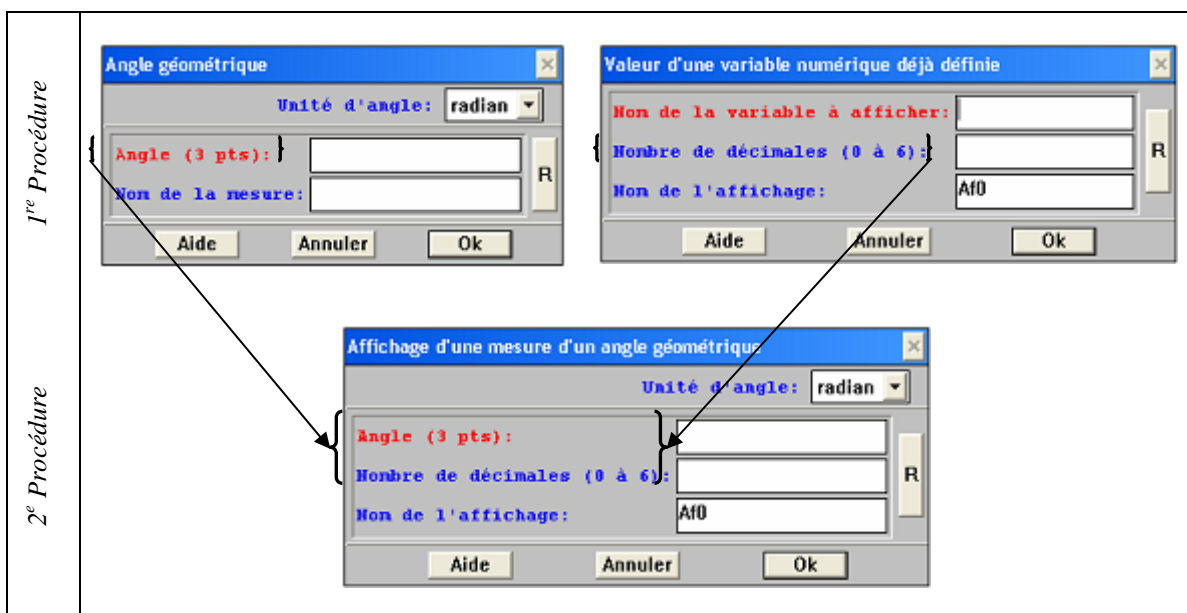 1re Procédure
Angle géométrique
Unité d'angle: radian
Angle (3 pts):
Nom de la mesure:
R
Aide Annuler Ok
Valeur d'une variable numérique déjà définie
Nom de la variable à afficher:
Nombre de décimales (0 à 6):
Nom de l'affichage: Af0
R
Aide Annuler Ok
2e Procédure
Affichage d'une mesure d'un angle géométrique
Unité d'angle: radian
Angle (3 pts):
Nombre de décimales (0 à 6):
Nom de l'affichage: Af0
R
Aide Annuler Ok